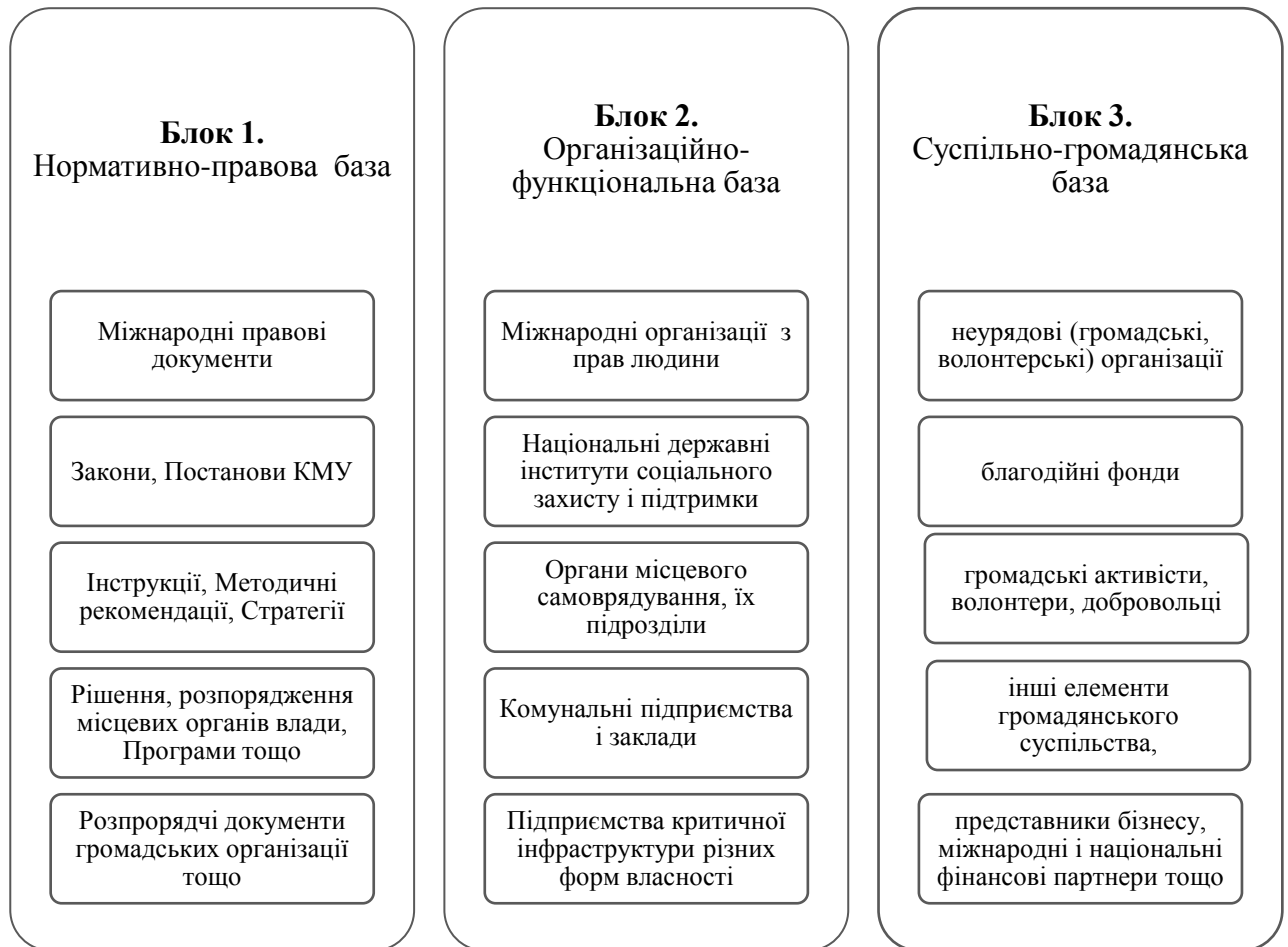 Блок 1.
Нормативно-правова база
Міжнародні правові
документи
Закони, Постанови КМУ
Інструкції, Методичні
рекомендації, Стратегії
Рішення, розпорядження
місцевих органів влади,
Програми тощо
Розпрорядчі документи
громадських організації
тощо
Блок 2.
Організаційно-
функціональна база
Міжнародні організації з
прав людини
Національні державні
інститути соціального
захисту і підтримки
Органи місцевого
самоврядування, їх
підрозділи
Комунальні підприємства
і заклади
Підприємства критичної
інфраструктури різних
форм власності
Блок 3.
Суспільно-громадянська
база
неурядові (громадські,
волонтерські) організації
благодійні фонди
громадські активісти,
волонтери, добровольці
інші елементи
громадянського
суспільства,
представники бізнесу,
міжнародні і національні
фінансові партнери тощо